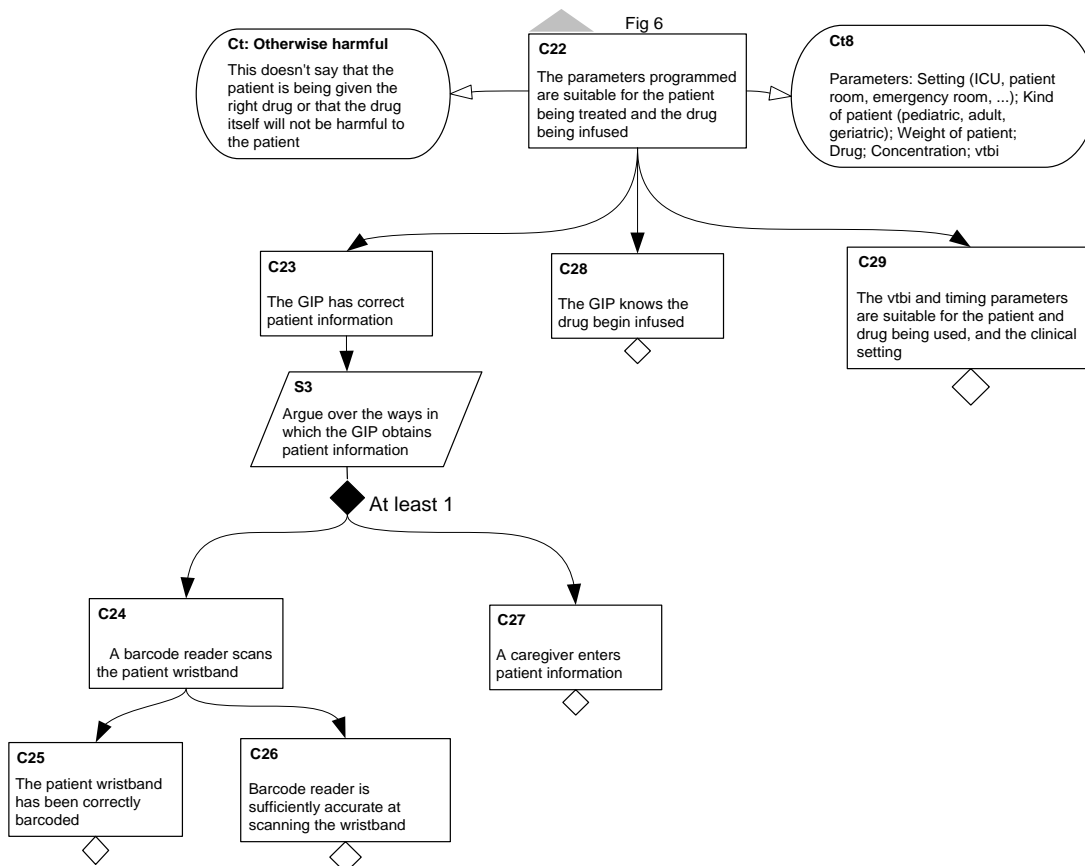 Fig 6
Ct: Otherwise harmful
This doesn't say that the
patient is being given the
right drug or that the drug
itself will not be harmful to
the patient
C22
The parameters programmed
are suitable for the patient
being treated and the drug
being infused
Ct8
Parameters: Setting (ICU, patient
room, emergency room, ...); Kind
of patient (pediatric, adult,
geriatric); Weight of patient;
Drug; Concentration; vtbi
C23
The GIP has correct
patient information
C28
The GIP knows the
drug begin infused
C29
The vtbi and timing parameters
are suitable for the patient and
drug being used, and the clinical
setting
S3
Argue over the ways in
which the GIP obtains
patient information
At least 1
C24
A barcode reader scans
the patient wristband
C27
A caregiver enters
patient information
C25
The patient wristband
has been correctly
barcoded
C26
Barcode reader is
sufficiently accurate at
scanning the wristband